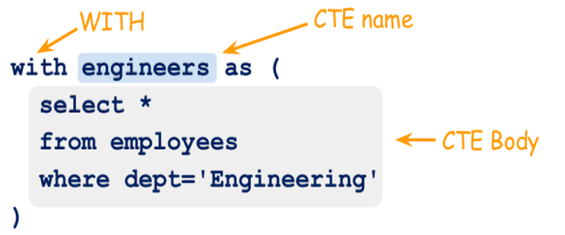 WITH
CTE name
with engineers as (
select *
from employees
CTE Body
where dept='Engineering'
)